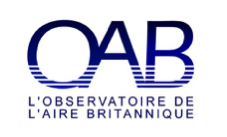 OAB
L'OBSERVATOIRE DE
L'AIRE BRITANNIQUE